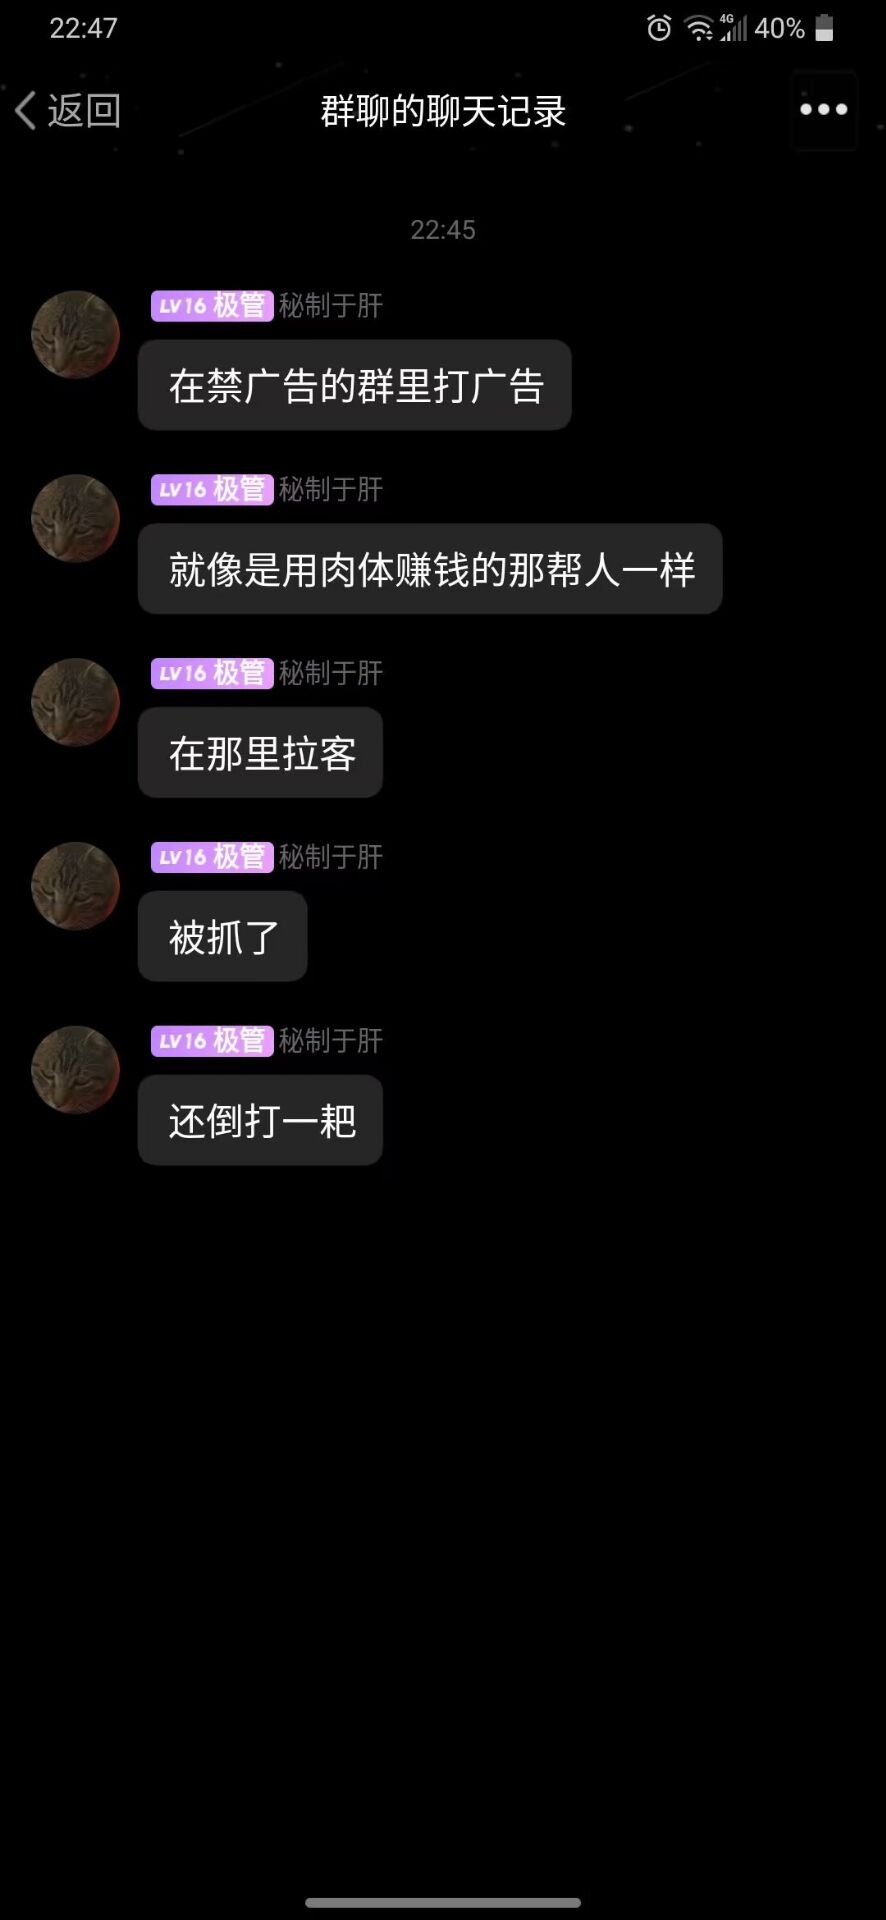 22:47
4G
40%
返回
群聊的聊天记录
22:45
LV16 极管 秘制于肝
在禁广告的群里打广告
LV16 极管 秘制于肝
就像是用肉体赚钱的那帮人一样
LV16 极管 秘制于肝
在那里拉客
LV16 极管 秘制于肝
被抓了
LV16 极管 秘制于肝
还倒打一耙